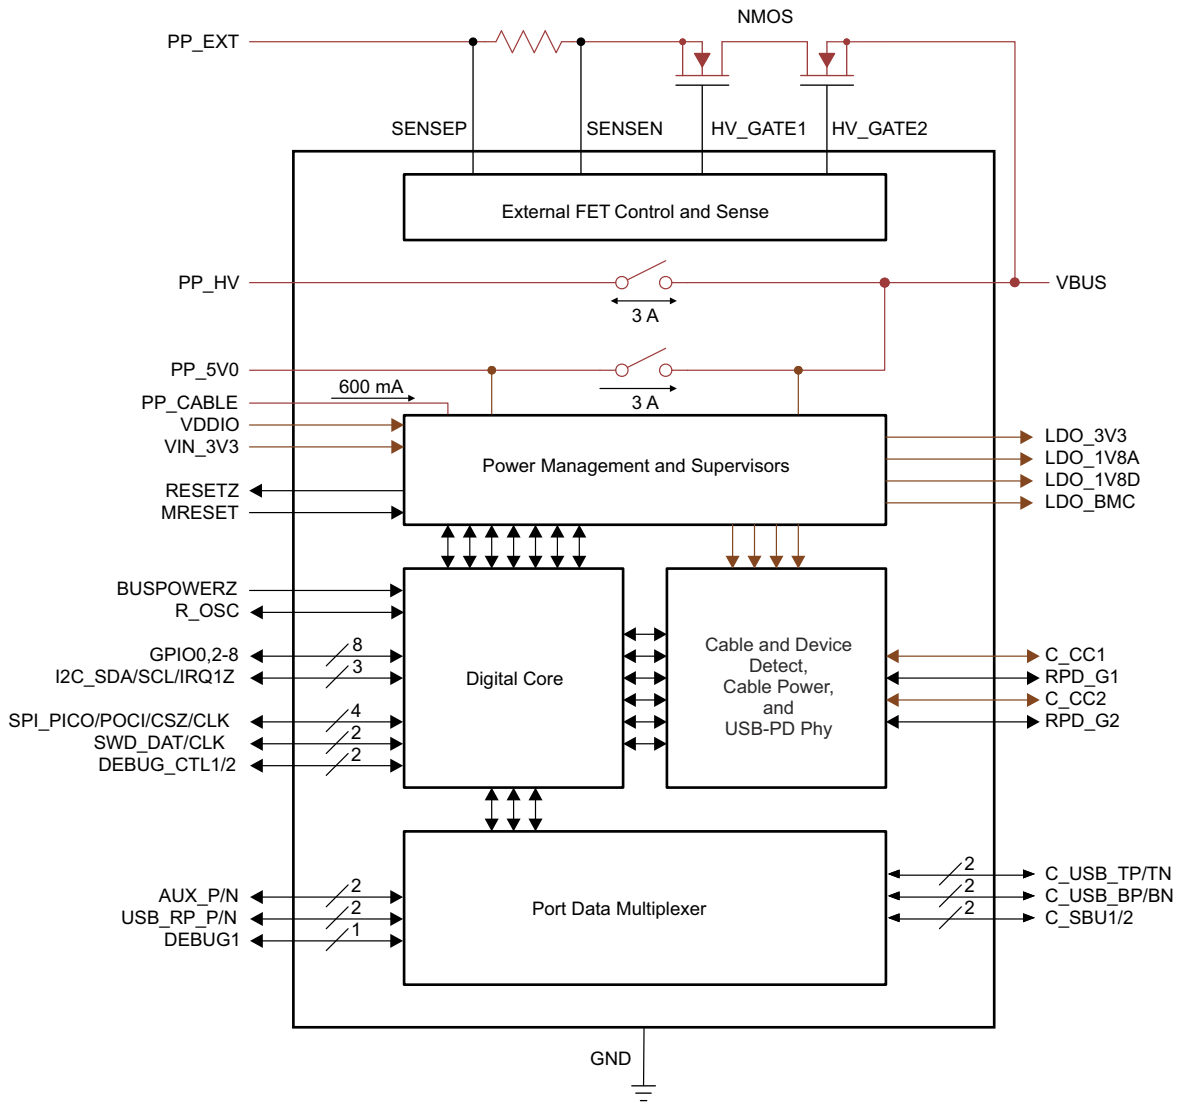 NMOS
PP_EXT
SENSEP
SENSEN
HV_GATE1
HV_GATE2
External FET Control and Sense
PP_HV
3 A
VBUS
PP_5V0
3 A
600 mA
PP_CABLE
VDDIO
VIN_3V3
RESETZ
MRESET
Power Management and Supervisors
LDO_3V3
LDO_1V8A
LDO_1V8D
LDO_BMC
BUSPOWERZ
R_OSC
GPIO0,2-8
8
I2C_SDA/SCL/IRQ1Z
3
SPI_PICO/POCI/CSZ/CLK
4
SWD_DAT/CLK
2
DEBUG_CTL1/2
2
Digital Core
Cable and Device
Detect,
Cable Power,
and
USB-PD Phy
C_CC1
RPD_G1
C_CC2
RPD_G2
AUX_P/N
2
USB_RP_P/N
2
DEBUG1
1
Port Data Multiplexer
2
C_USB_TP/TN
2
C_USB_BP/BN
2
C_SBU1/2
GND